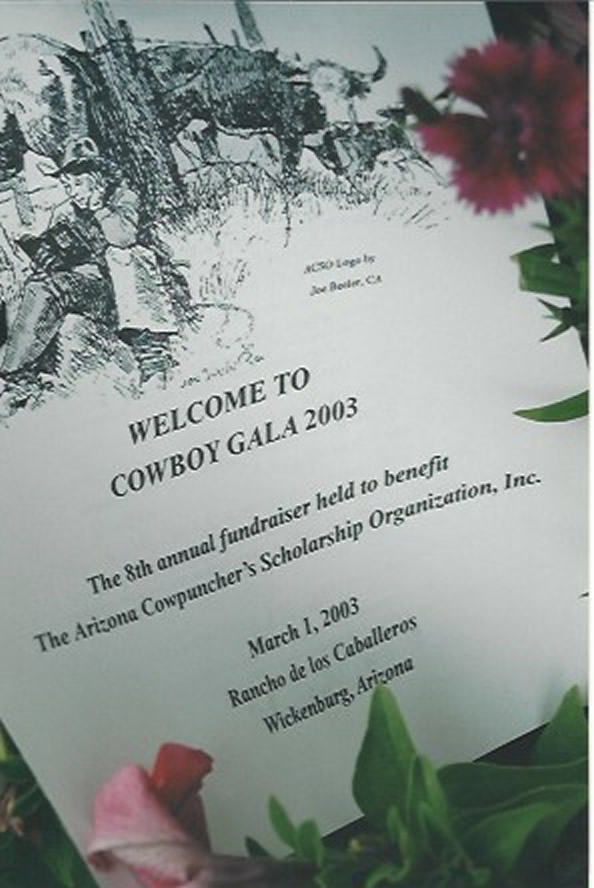 ACSO Logo by
Joe Beeler, CA
WELCOME TO
COWBOY GALA 2003
The 8th annual fundraiser held to benefit
The Arizona Cowpuncher's Scholarship Organization, Inc.
March 1, 2003
Rancho de los Caballeros
Wickenburg, Arizona